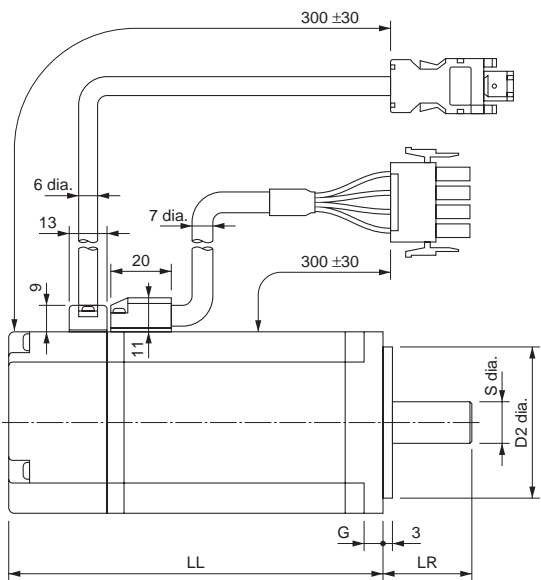 300 ±30
6 dia.
7 dia.
13
20
300 ±30
9
11
S dia.
D2 dia.
G
3
LL
LR